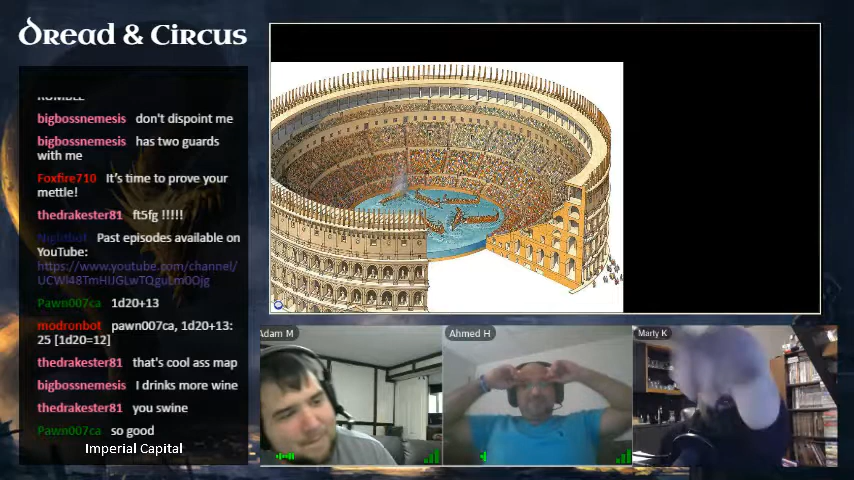 Dread & Circus
RUMBLE
bigbossnemesis don't dispoint me
bigbossnemesis has two guards
with me
Foxfire710 It's time to prove your
mettle!
thedrakester81 ft5fg !!!!!
Nightbot Past episodes available on
YouTube:
https://www.youtube.com/channel/
Pawn007ca 1d20+13
modronbot pawn007ca, 1d20+13:
25 [1d20=12]
thedrakester81 that's cool ass map
bigbossnemesis I drinks more wine
thedrakester81 you swine
Pawn007ca so good
Imperial Capital
Adam M
Ahmed H
Marty K